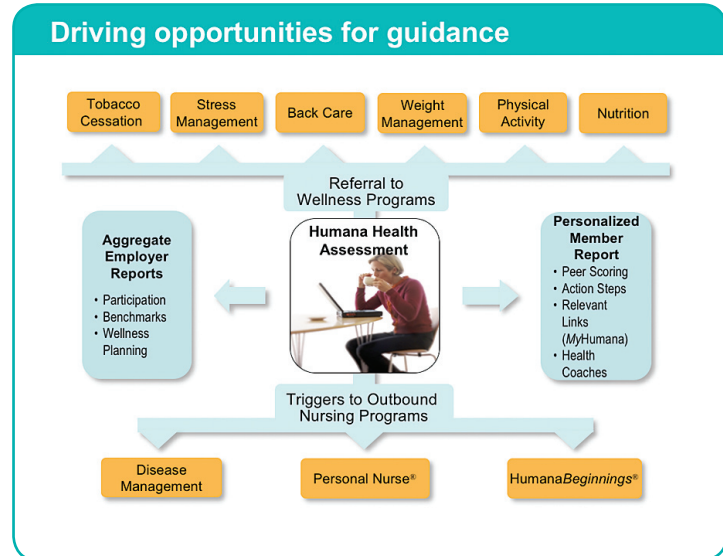 Driving opportunities for guidance
Tobacco
Cessation
Stress
Management
Back Care
Weight
Management
Physical
Activity
Nutrition
Referral to
Wellness Programs
Aggregate
Employer
Reports
• Participation
• Benchmarks
• Wellness
Planning
Humana Health
Assessment
Personalized
Member
Report
• Peer Scoring
• Action Steps
• Relevant
Links
(MyHumana)
• Health
Coaches
Triggers to Outbound
Nursing Programs
Disease
Management
Personal Nurse®
HumanaBeginnings®